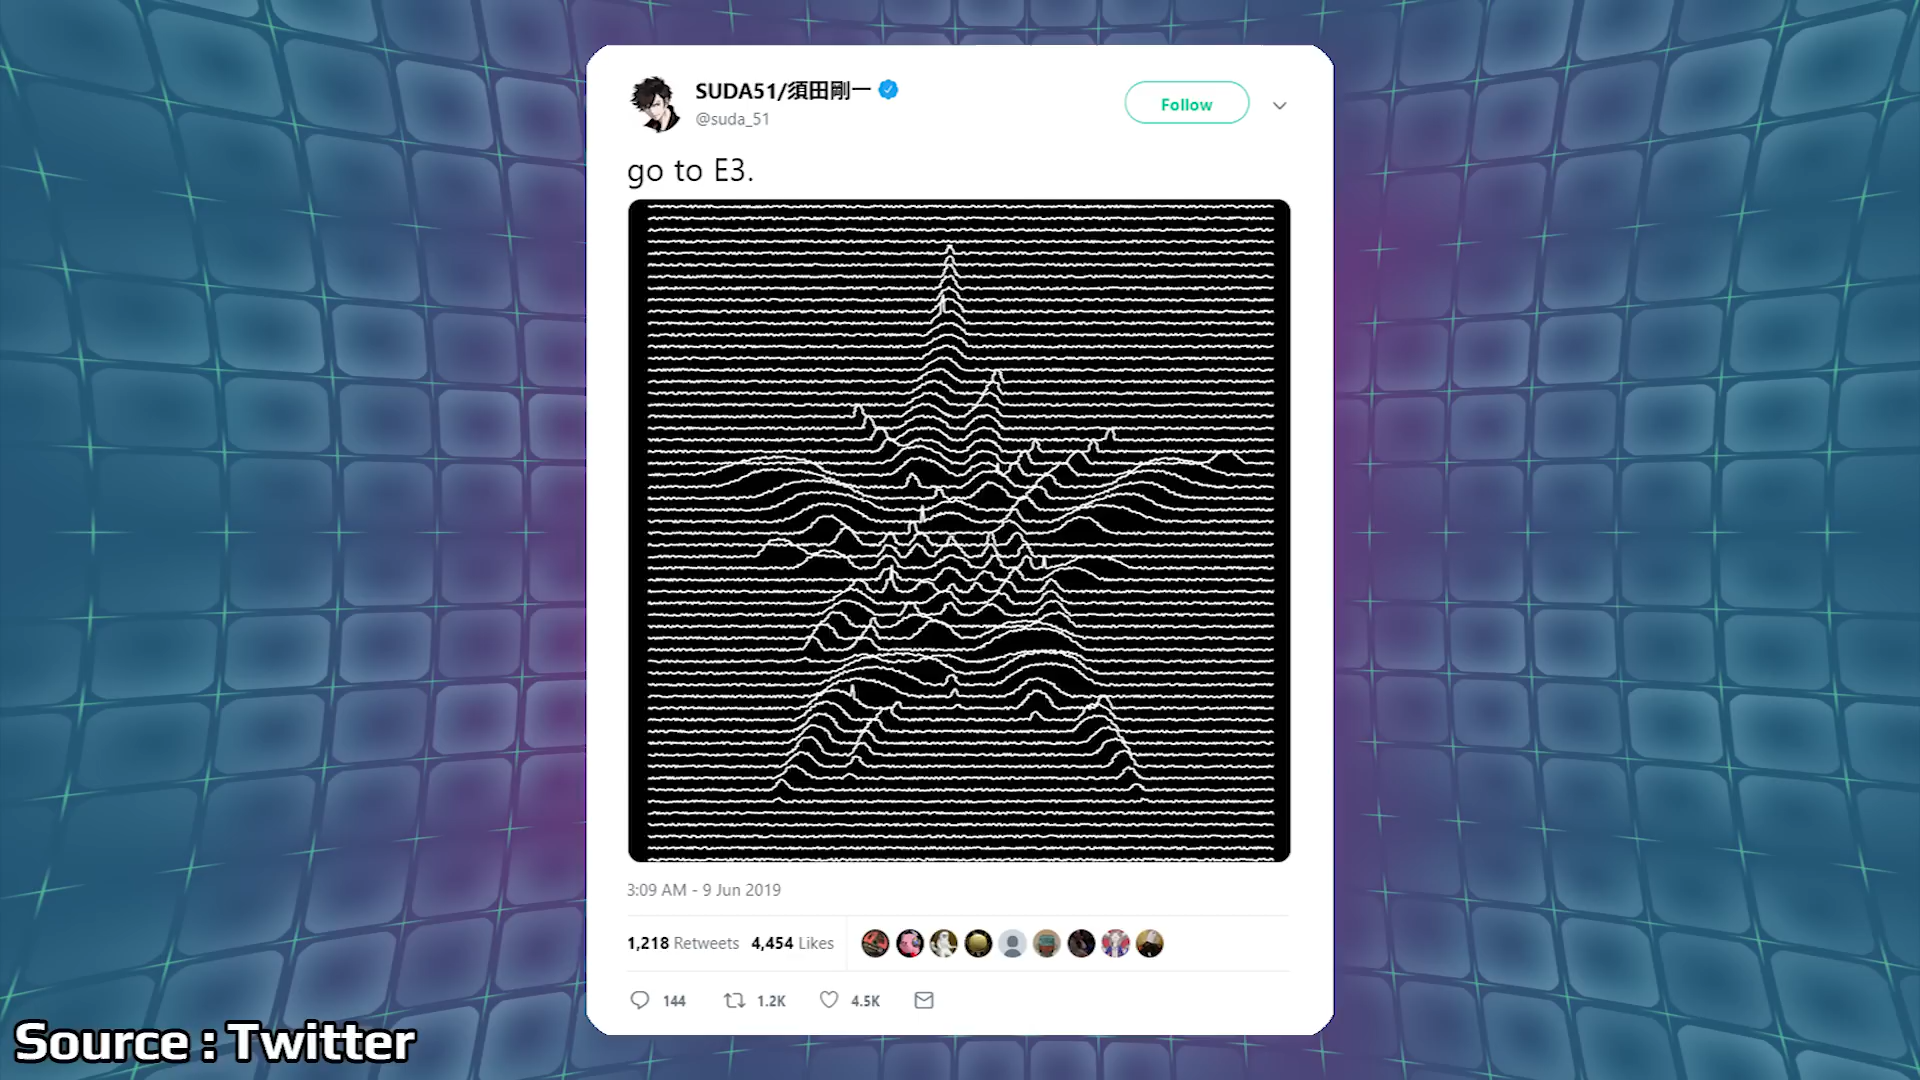 SUDA51/須田剛一
@suda_51
Follow
go to E3.
3:09 AM - 9 Jun 2019
1,218 Retweets 4,454 Likes
144 1.2K 4.5K
Source : Twitter